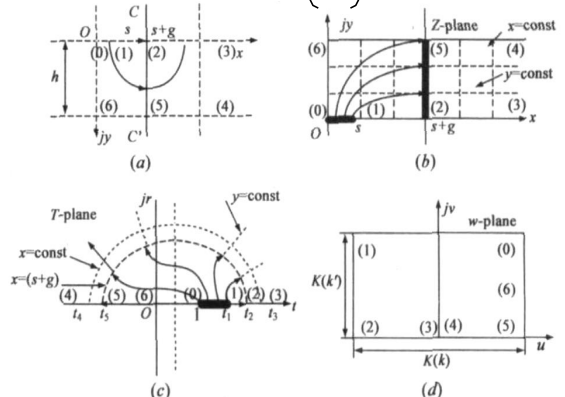 C
O s s+g
(0) (1) (2) (3)x
h
(6) (5) (4)
jy C'
(a)
jy Z-plane x=const
(6) (5) (4)
y=const
(0) (1) (2) (3)
O s s+g x
(b)
jr y=const
T-plane
x=const
x=(s+g)
(4) (5) (6) (0) (1) (2) (3)
t4 t5 O 1 t1 t2 t3 t
(c)
jv w-plane
(1) (0)
K(k') (6)
(2) (3) (4) (5)
K(k) u
(d)